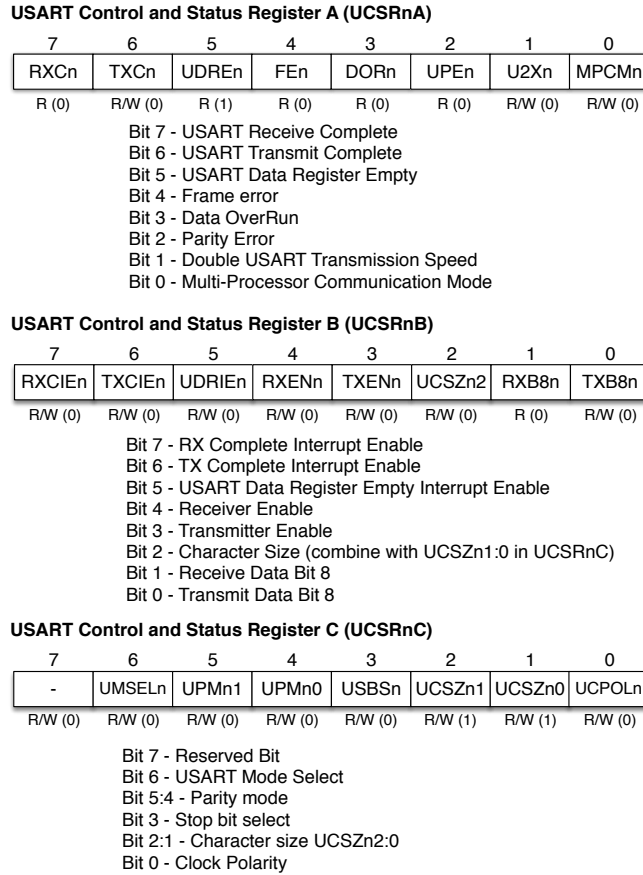 USART Control and Status Register A (UCSRnA)
7 6 5 4 3 2 1 0
RXCn TXCn UDREn FEn DORn UPEn U2Xn MPCMn
R (0) R/W (0) R (1) R (0) R (0) R (0) R/W (0) R/W (0)
Bit 7 - USART Receive Complete
Bit 6 - USART Transmit Complete
Bit 5 - USART Data Register Empty
Bit 4 - Frame error
Bit 3 - Data OverRun
Bit 2 - Parity Error
Bit 1 - Double USART Transmission Speed
Bit 0 - Multi-Processor Communication Mode
USART Control and Status Register B (UCSRnB)
7 6 5 4 3 2 1 0
RXCIEn TXCIEn UDRIEn RXENn TXENn UCSZn2 RXB8n TXB8n
R/W (0) R/W (0) R/W (0) R/W (0) R/W (0) R/W (0) R (0) R/W (0)
Bit 7 - RX Complete Interrupt Enable
Bit 6 - TX Complete Interrupt Enable
Bit 5 - USART Data Register Empty Interrupt Enable
Bit 4 - Receiver Enable
Bit 3 - Transmitter Enable
Bit 2 - Character Size (combine with UCSZn1:0 in UCSRnC)
Bit 1 - Receive Data Bit 8
Bit 0 - Transmit Data Bit 8
USART Control and Status Register C (UCSRnC)
7 6 5 4 3 2 1 0
- UMSELn UPMn1 UPMn0 USBSn UCSZn1 UCSZn0 UCPOLn
R/W (0) R/W (0) R/W (0) R/W (0) R/W (0) R/W (1) R/W (1) R/W (0)
Bit 7 - Reserved Bit
Bit 6 - USART Mode Select
Bit 5:4 - Parity mode
Bit 3 - Stop bit select
Bit 2:1 - Character size UCSZn2:0
Bit 0 - Clock Polarity